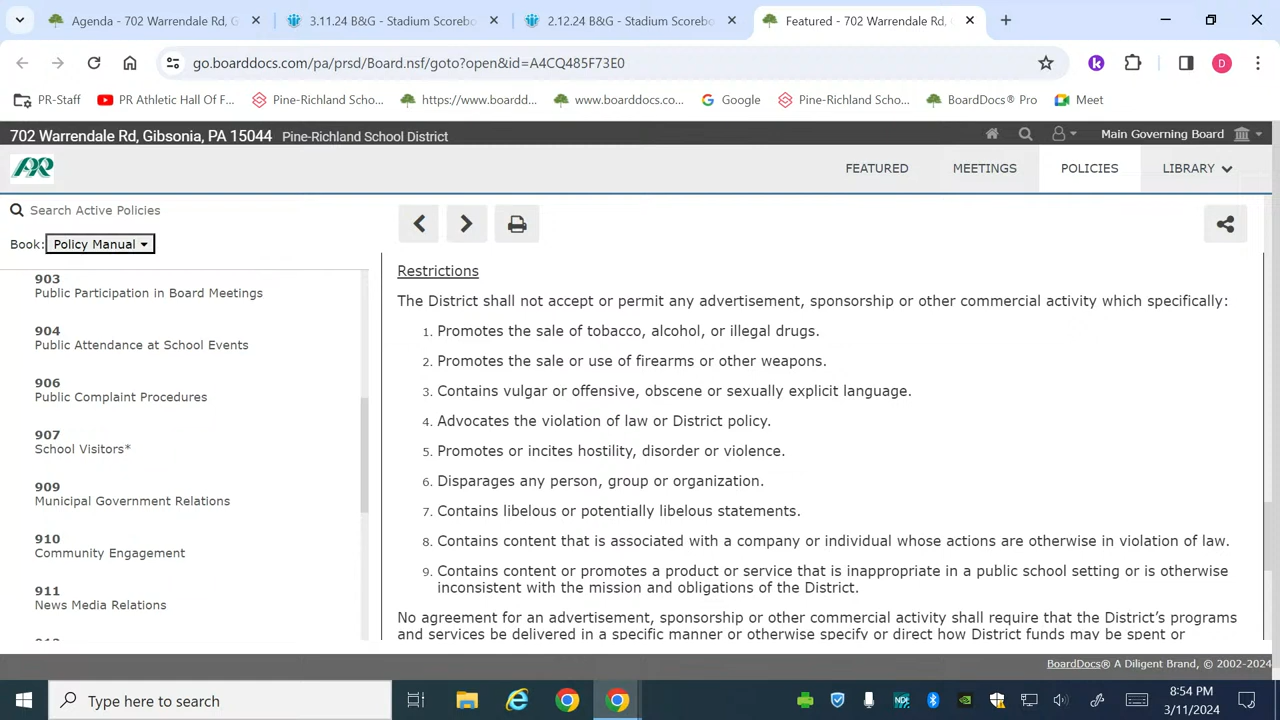 Agenda - 702 Warrendale Rd, G
3.11.24 B&G - Stadium Scorebo
2.12.24 B&G - Stadium Scorebo
Featured - 702 Warrendale Rd,
go.boarddocs.com/pa/prsd/Board.nsf/goto?open&id=A4CQ485F73E0
D
PR-Staff
PR Athletic Hall Of F...
Pine-Richland Scho...
https://www.boardd...
www.boarddocs.co...
Google
Pine-Richland Scho...
BoardDocs® Pro
Meet
702 Warrendale Rd, Gibsonia, PA 15044 Pine-Richland School District
Main Governing Board
PR
FEATURED
MEETINGS
POLICIES
LIBRARY
Search Active Policies
Book: Policy Manual
903
Public Participation in Board Meetings
904
Public Attendance at School Events
906
Public Complaint Procedures
907
School Visitors*
909
Municipal Government Relations
910
Community Engagement
911
News Media Relations
Restrictions
The District shall not accept or permit any advertisement, sponsorship or other commercial activity which specifically:
1. Promotes the sale of tobacco, alcohol, or illegal drugs.
2. Promotes the sale or use of firearms or other weapons.
3. Contains vulgar or offensive, obscene or sexually explicit language.
4. Advocates the violation of law or District policy.
5. Promotes or incites hostility, disorder or violence.
6. Disparages any person, group or organization.
7. Contains libelous or potentially libelous statements.
8. Contains content that is associated with a company or individual whose actions are otherwise in violation of law.
9. Contains content or promotes a product or service that is inappropriate in a public school setting or is otherwise
inconsistent with the mission and obligations of the District.
No agreement for an advertisement, sponsorship or other commercial activity shall require that the District's programs
and services be delivered in a specific manner or otherwise specify or direct how District funds may be spent or
BoardDocs® A Diligent Brand, © 2002-2024
Type here to search
8:54 PM
3/11/2024